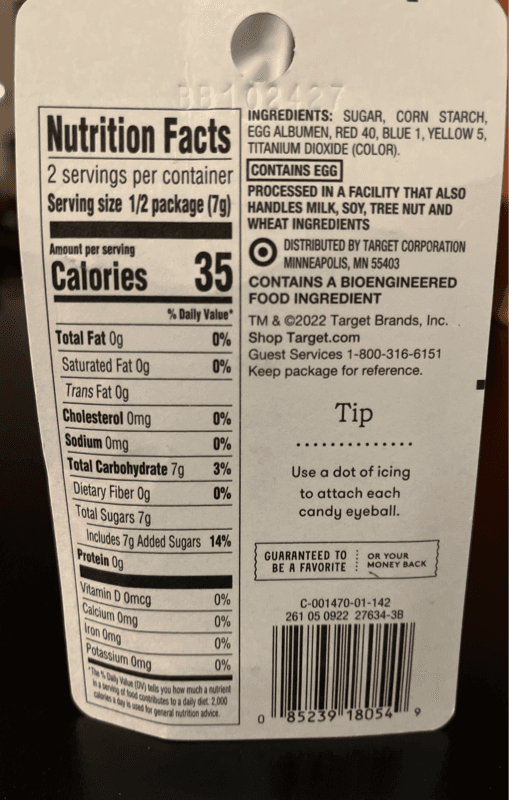 BB102427
Nutrition Facts
2 servings per container
Serving size 1/2 package (7g)
Amount per serving
Calories 35
% Daily Value*
Total Fat 0g 0%
Saturated Fat 0g 0%
Trans Fat 0g
Cholesterol 0mg 0%
Sodium 0mg 0%
Total Carbohydrate 7g 3%
Dietary Fiber 0g 0%
Total Sugars 7g
Includes 7g Added Sugars 14%
Protein 0g
Vitamin D 0mcg 0%
Calcium 0mg 0%
Iron 0mg 0%
Potassium 0mg 0%
*The % Daily Value (DV) tells you how much a nutrient
in a serving of food contributes to a daily diet. 2,000
calories a day is used for general nutrition advice.
INGREDIENTS: SUGAR, CORN STARCH,
EGG ALBUMEN, RED 40, BLUE 1, YELLOW 5,
TITANIUM DIOXIDE (COLOR).
CONTAINS EGG
PROCESSED IN A FACILITY THAT ALSO
HANDLES MILK, SOY, TREE NUT AND
WHEAT INGREDIENTS
DISTRIBUTED BY TARGET CORPORATION
MINNEAPOLIS, MN 55403
CONTAINS A BIOENGINEERED
FOOD INGREDIENT
TM & ©2022 Target Brands, Inc.
Shop Target.com
Guest Services 1-800-316-6151
Keep package for reference.
Tip
Use a dot of icing
to attach each
candy eyeball.
GUARANTEED TO
BE A FAVORITE
OR YOUR
MONEY BACK
C-001470-01-142
261 05 0922 27634-3B
0 85239 18054 9